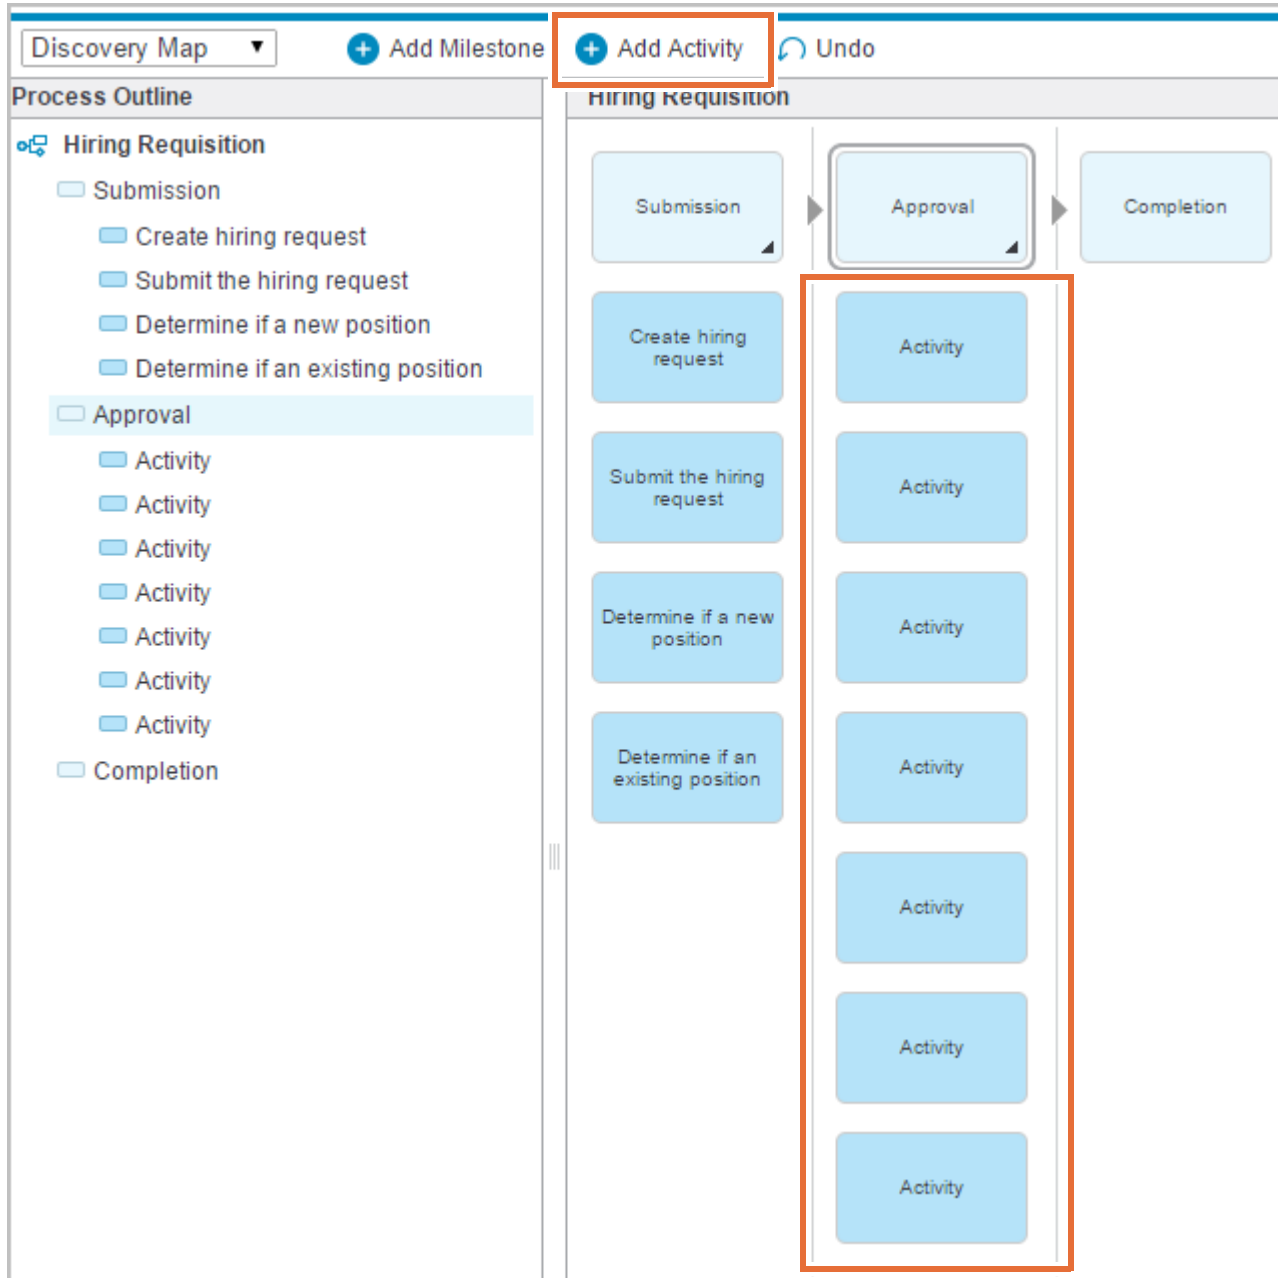 Discovery Map
Add Milestone
Add Activity
Undo
Process Outline
Hiring Requisition
Submission
Create hiring request
Submit the hiring request
Determine if a new position
Determine if an existing position
Approval
Activity
Activity
Activity
Activity
Activity
Activity
Activity
Completion
Hiring Requisition
Submission
Approval
Completion
Create hiring
request
Submit the hiring
request
Determine if a new
position
Determine if an
existing position
Activity
Activity
Activity
Activity
Activity
Activity
Activity